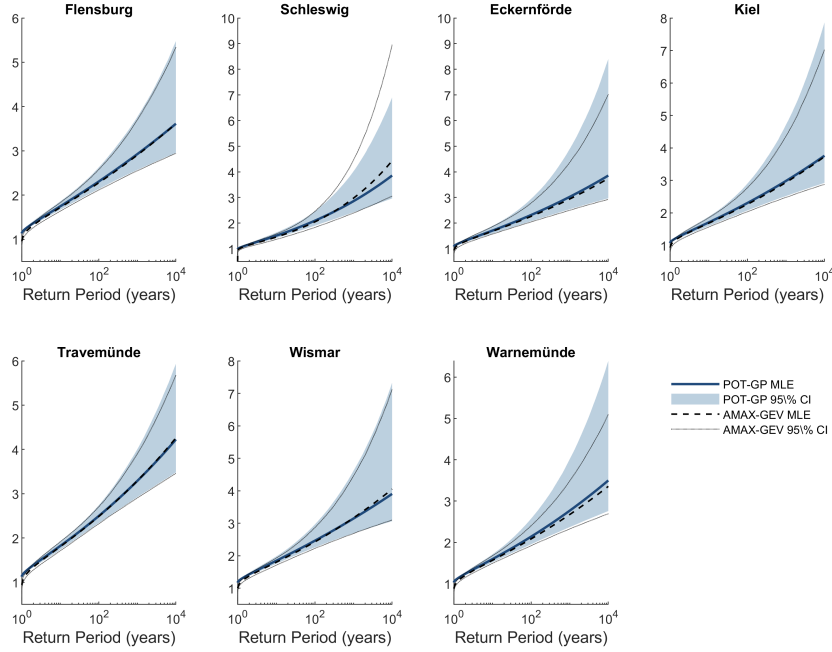 Flensburg
6
5
4
3
2
1
10^0 10^2 10^4
Return Period (years)
Schleswig
10
9
8
7
6
5
4
3
2
1
10^0 10^2 10^4
Return Period (years)
Eckernförde
10
9
8
7
6
5
4
3
2
1
10^0 10^2 10^4
Return Period (years)
Kiel
8
7
6
5
4
3
2
1
10^0 10^2 10^4
Return Period (years)
Travemünde
6
5
4
3
2
1
10^0 10^2 10^4
Return Period (years)
Wismar
8
7
6
5
4
3
2
1
10^0 10^2 10^4
Return Period (years)
Warnemünde
6
5
4
3
2
1
10^0 10^2 10^4
Return Period (years)
POT-GP MLE
POT-GP 95\% CI
AMAX-GEV MLE
AMAX-GEV 95\% CI